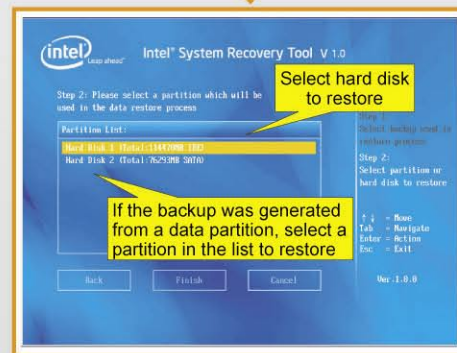 intel
Leap ahead™
Intel® System Recovery Tool V 1.0
Select hard disk
to restore
Step 2: Please select a partition which will be
used in the data restore process
Partition List:
Hard Disk 1 (Total:114470MB IDE)
Hard Disk 2 (Total:76293MB SATA)
If the backup was generated
from a data partition, select a
partition in the list to restore
Back
Finish
Cancel
Step 1:
Select backup used in
restore process
Step 2:
Select partition or
hard disk to restore
↑↓ = Move
Tab = Navigate
Enter = Action
Esc = Exit
Ver.1.0.0